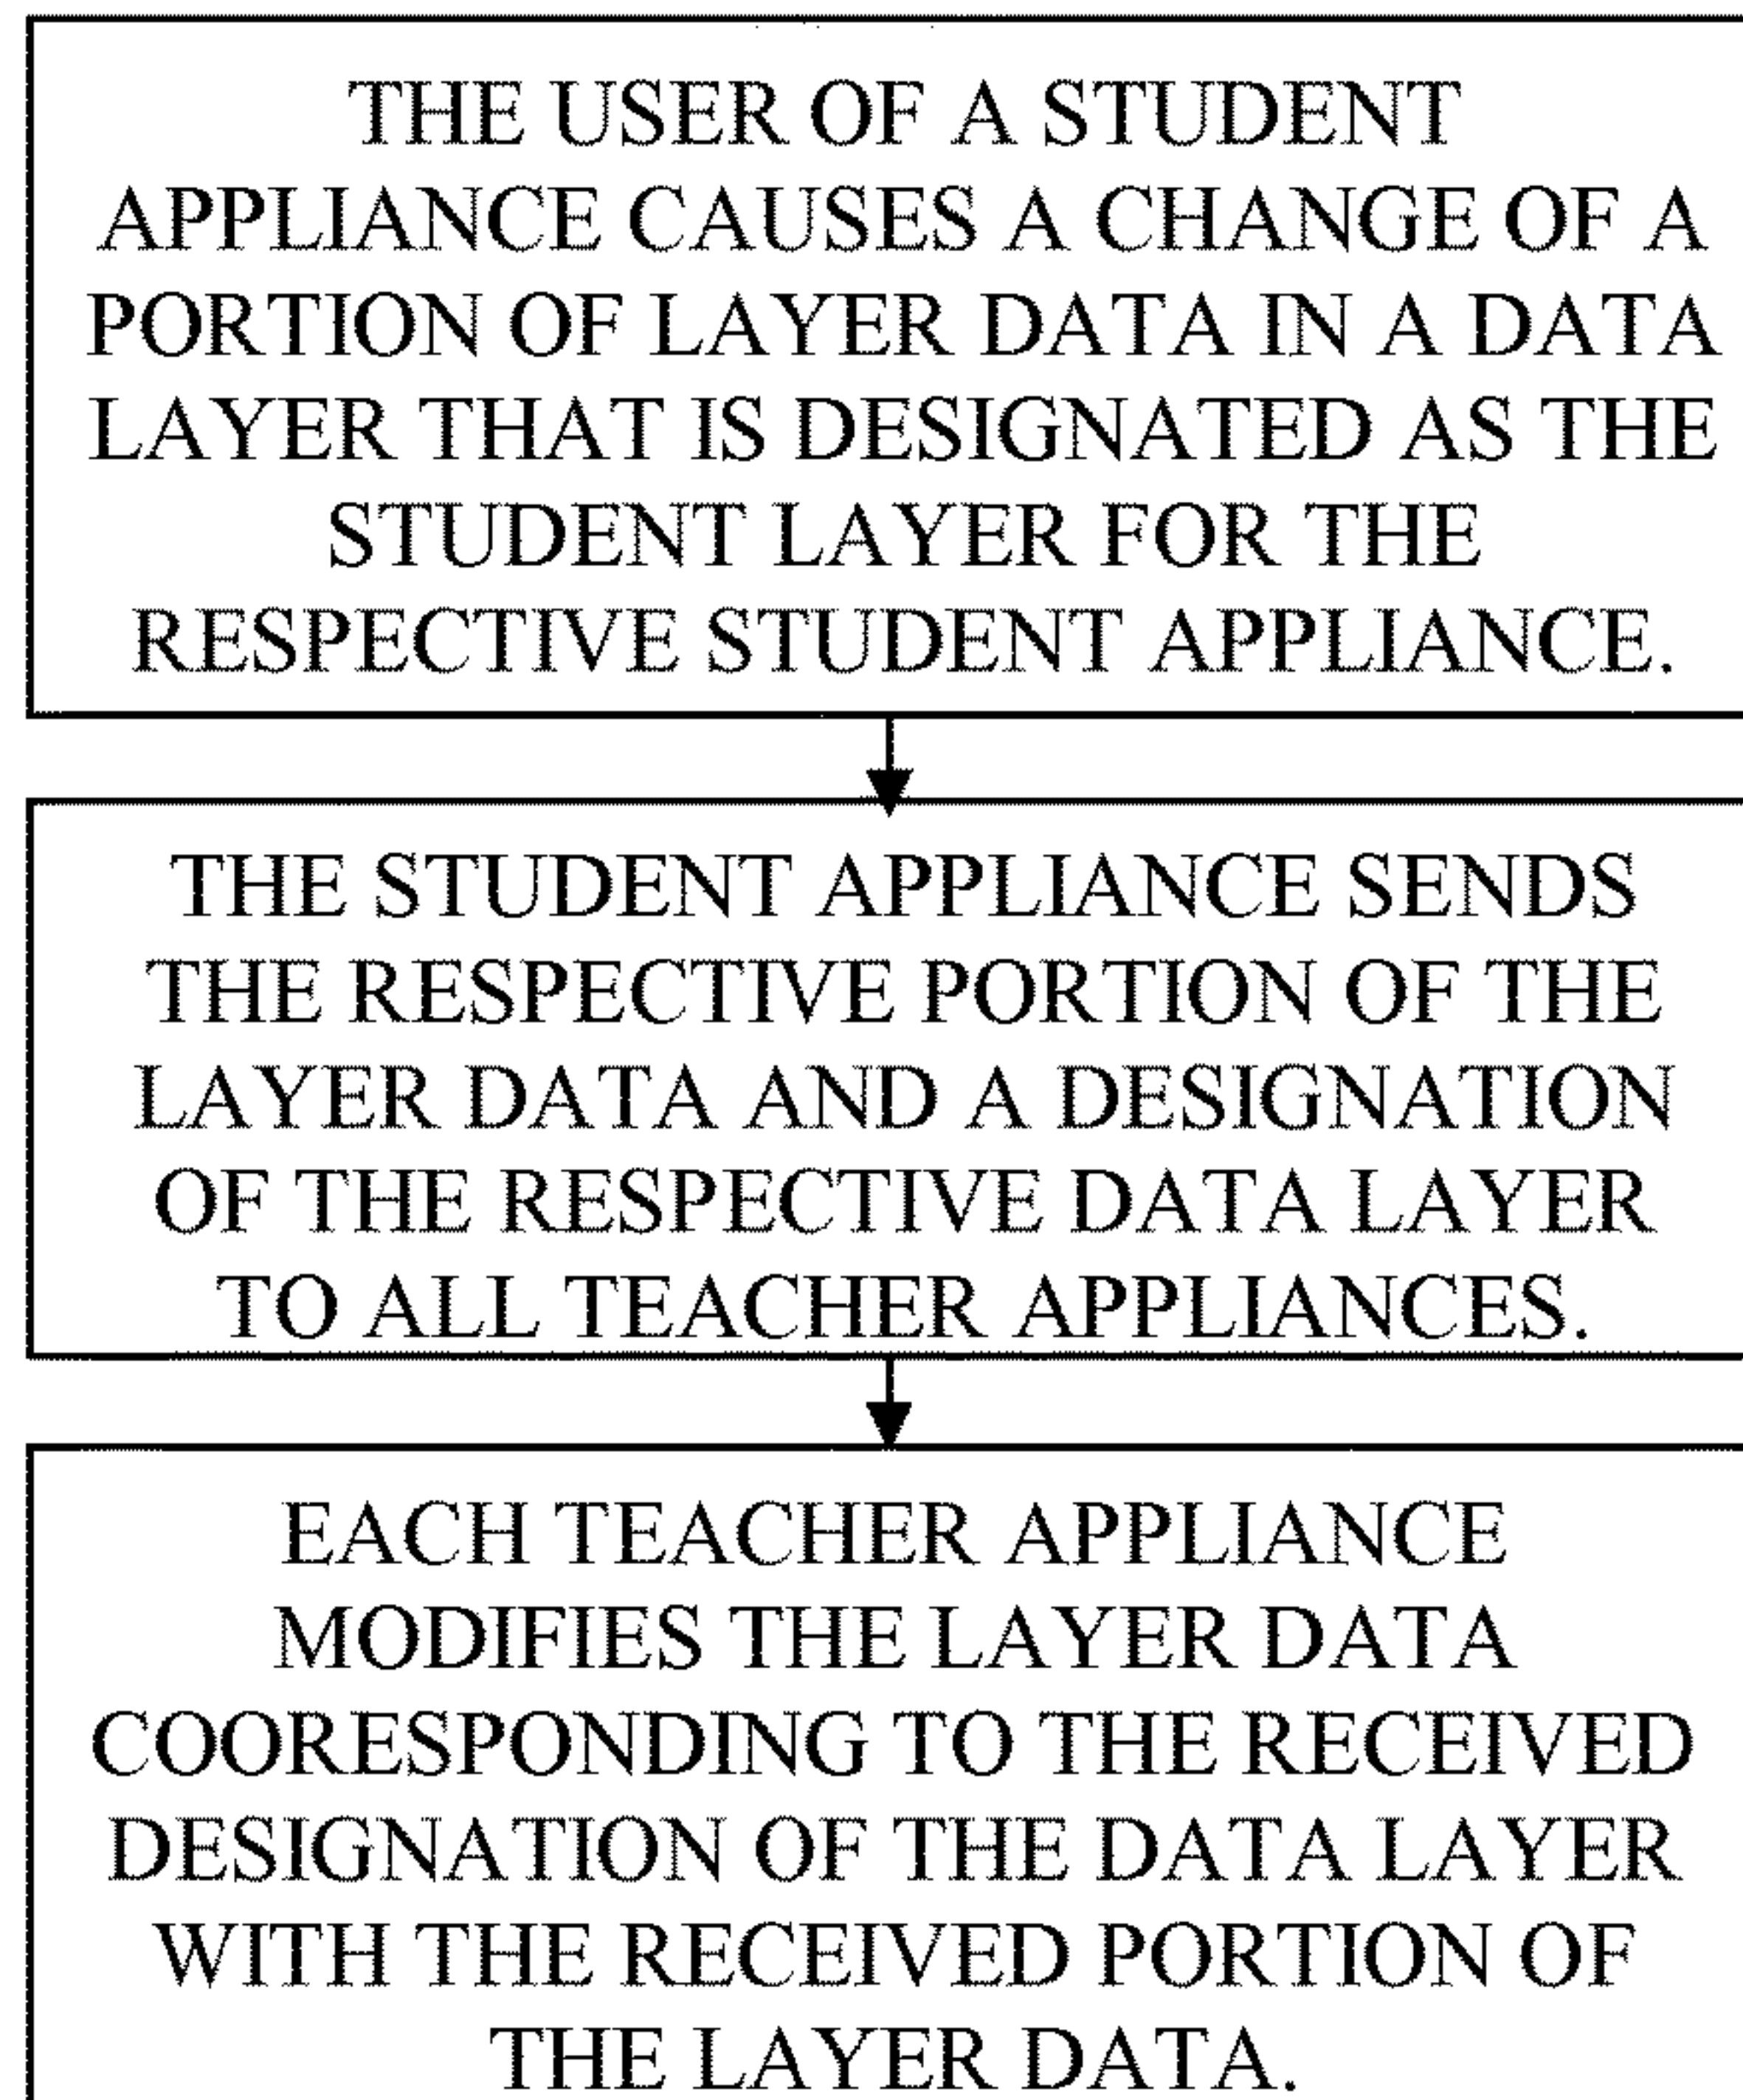 THE USER OF A STUDENT
APPLIANCE CAUSES A CHANGE OF A
PORTION OF LAYER DATA IN A DATA
LAYER THAT IS DESIGNATED AS THE
STUDENT LAYER FOR THE
RESPECTIVE STUDENT APPLIANCE.
THE STUDENT APPLIANCE SENDS
THE RESPECTIVE PORTION OF THE
LAYER DATA AND A DESIGNATION
OF THE RESPECTIVE DATA LAYER
TO ALL TEACHER APPLIANCES.
EACH TEACHER APPLIANCE
MODIFIES THE LAYER DATA
COORESPONDING TO THE RECEIVED
DESIGNATION OF THE DATA LAYER
WITH THE RECEIVED PORTION OF
THE LAYER DATA.